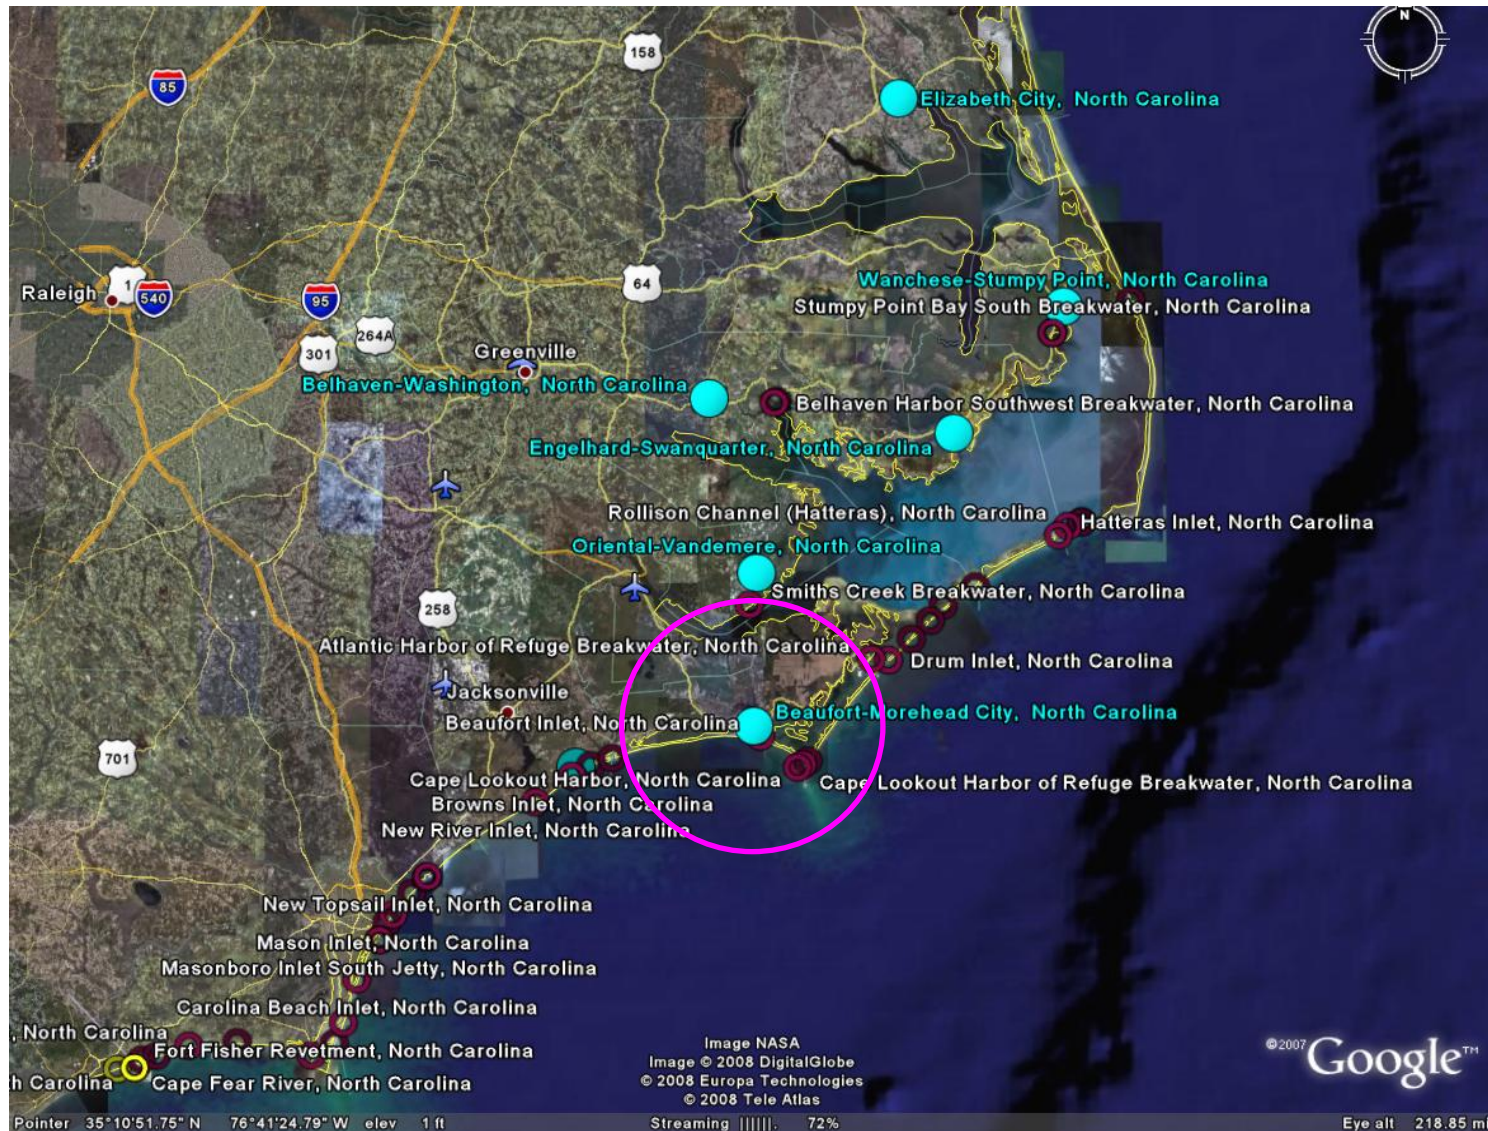 N
158
85
Elizabeth City, North Carolina
Wanchese-Stumpy Point, North Carolina
Raleigh
1
540
95
64
Stumpy Point Bay South Breakwater, North Carolina
264A
301
Greenville
Belhaven-Washington, North Carolina
Belhaven Harbor Southwest Breakwater, North Carolina
Engelhard-Swanquarter, North Carolina
Rollison Channel (Hatteras), North Carolina
Hatteras Inlet, North Carolina
Oriental-Vandemere, North Carolina
Smiths Creek Breakwater, North Carolina
258
Atlantic Harbor of Refuge Breakwater, North Carolina
Drum Inlet, North Carolina
Jacksonville
Beaufort-Morehead City, North Carolina
Beaufort Inlet, North Carolina
701
Cape Lookout Harbor, North Carolina
Cape Lookout Harbor of Refuge Breakwater, North Carolina
Browns Inlet, North Carolina
New River Inlet, North Carolina
New Topsail Inlet, North Carolina
Mason Inlet, North Carolina
Masonboro Inlet South Jetty, North Carolina
Carolina Beach Inlet, North Carolina
, North Carolina
Fort Fisher Revetment, North Carolina
h Carolina
Cape Fear River, North Carolina
Image NASA
Image © 2008 DigitalGlobe
© 2008 Europa Technologies
© 2008 Tele Atlas
©2007 Google™
Pointer 35°10'51.75" N 76°41'24.79" W elev 1 ft Streaming ||||||. 72% Eye alt 218.85 mi